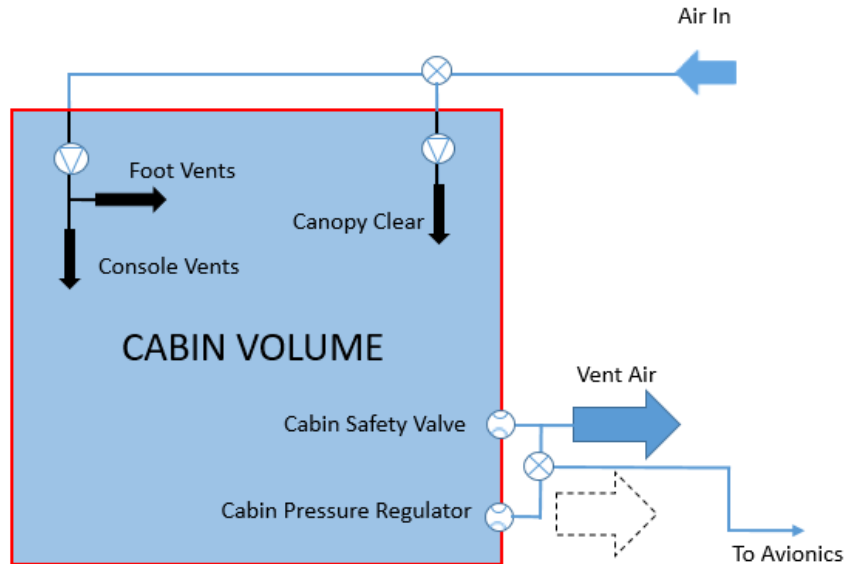 Air In
Foot Vents
Canopy Clear
Console Vents
CABIN VOLUME
Vent Air
Cabin Safety Valve
Cabin Pressure Regulator
To Avionics